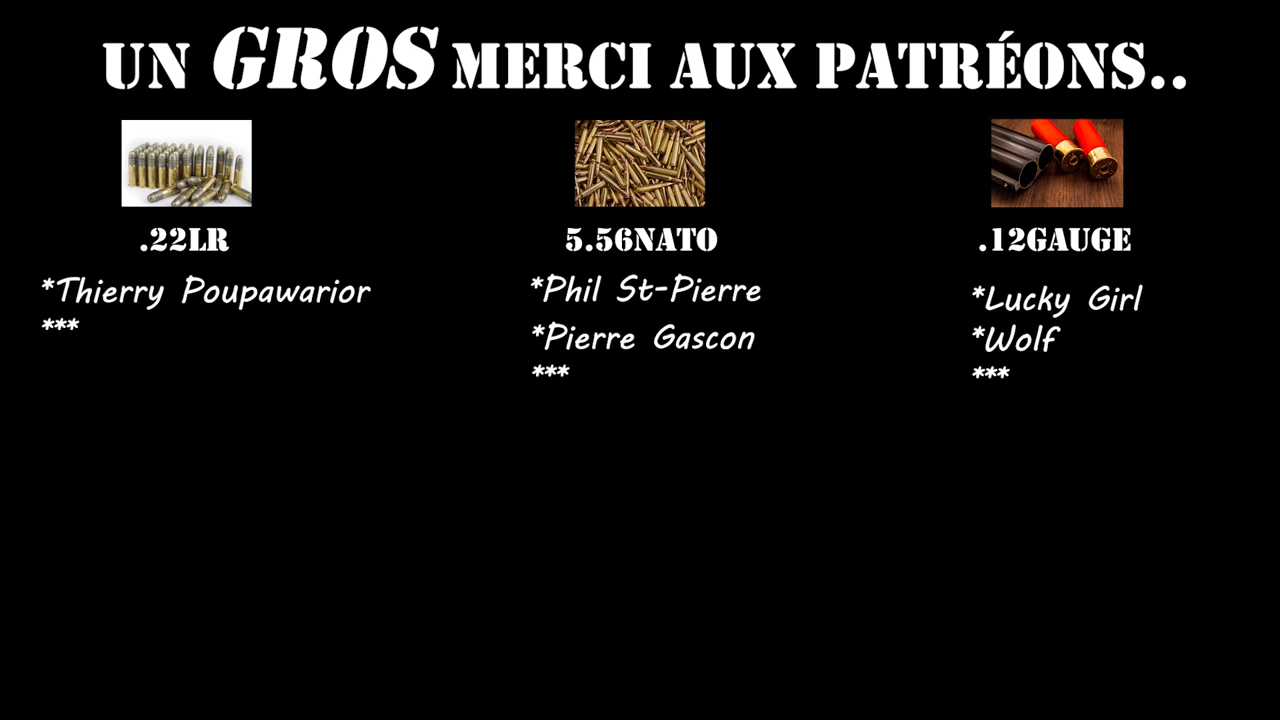 UN GROS MERCI AUX PATRÉONS..
.22LR
*Thierry Poupawarior
***
5.56NATO
*Phil St-Pierre
*Pierre Gascon
***
.12GAUGE
*Lucky Girl
*Wolf
***